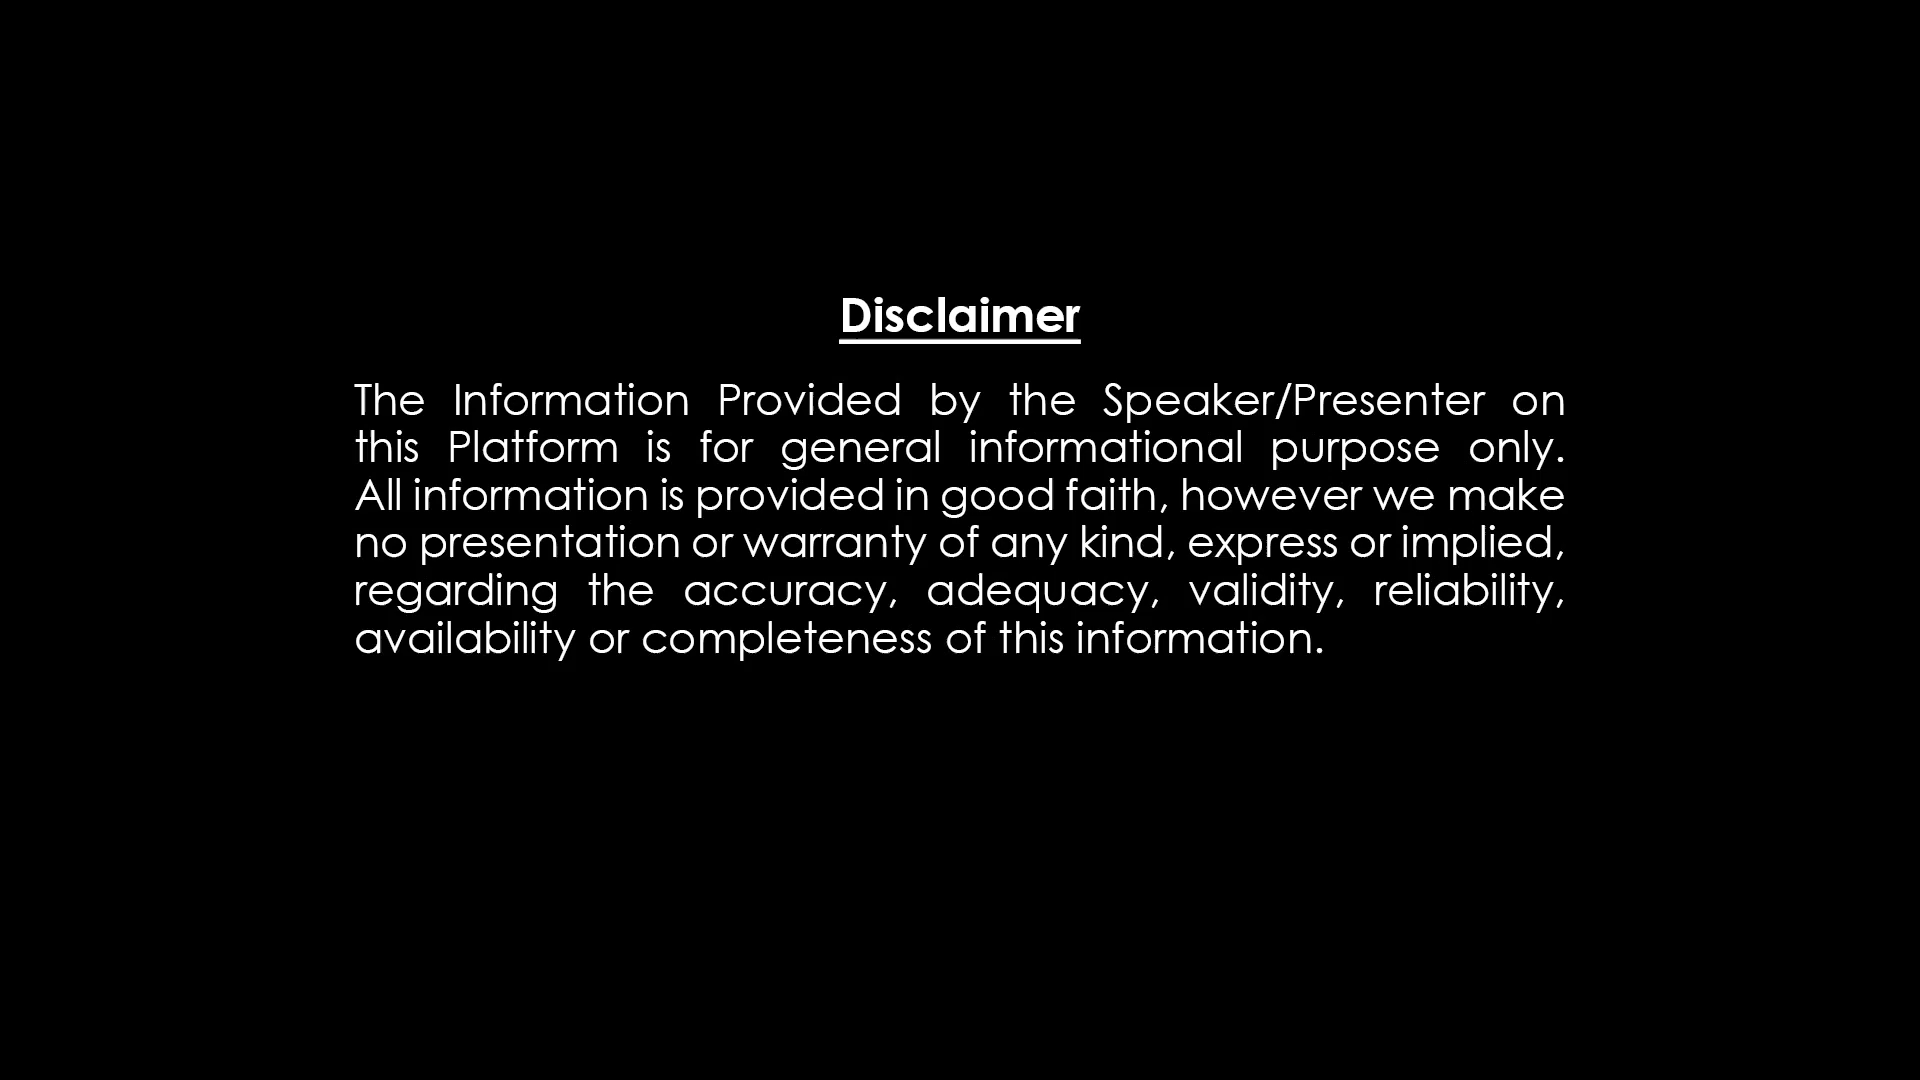 Disclaimer
The Information Provided by the Speaker/Presenter on
this Platform is for general informational purpose only.
All information is provided in good faith, however we make
no presentation or warranty of any kind, express or implied,
regarding the accuracy, adequacy, validity, reliability,
availability or completeness of this information.